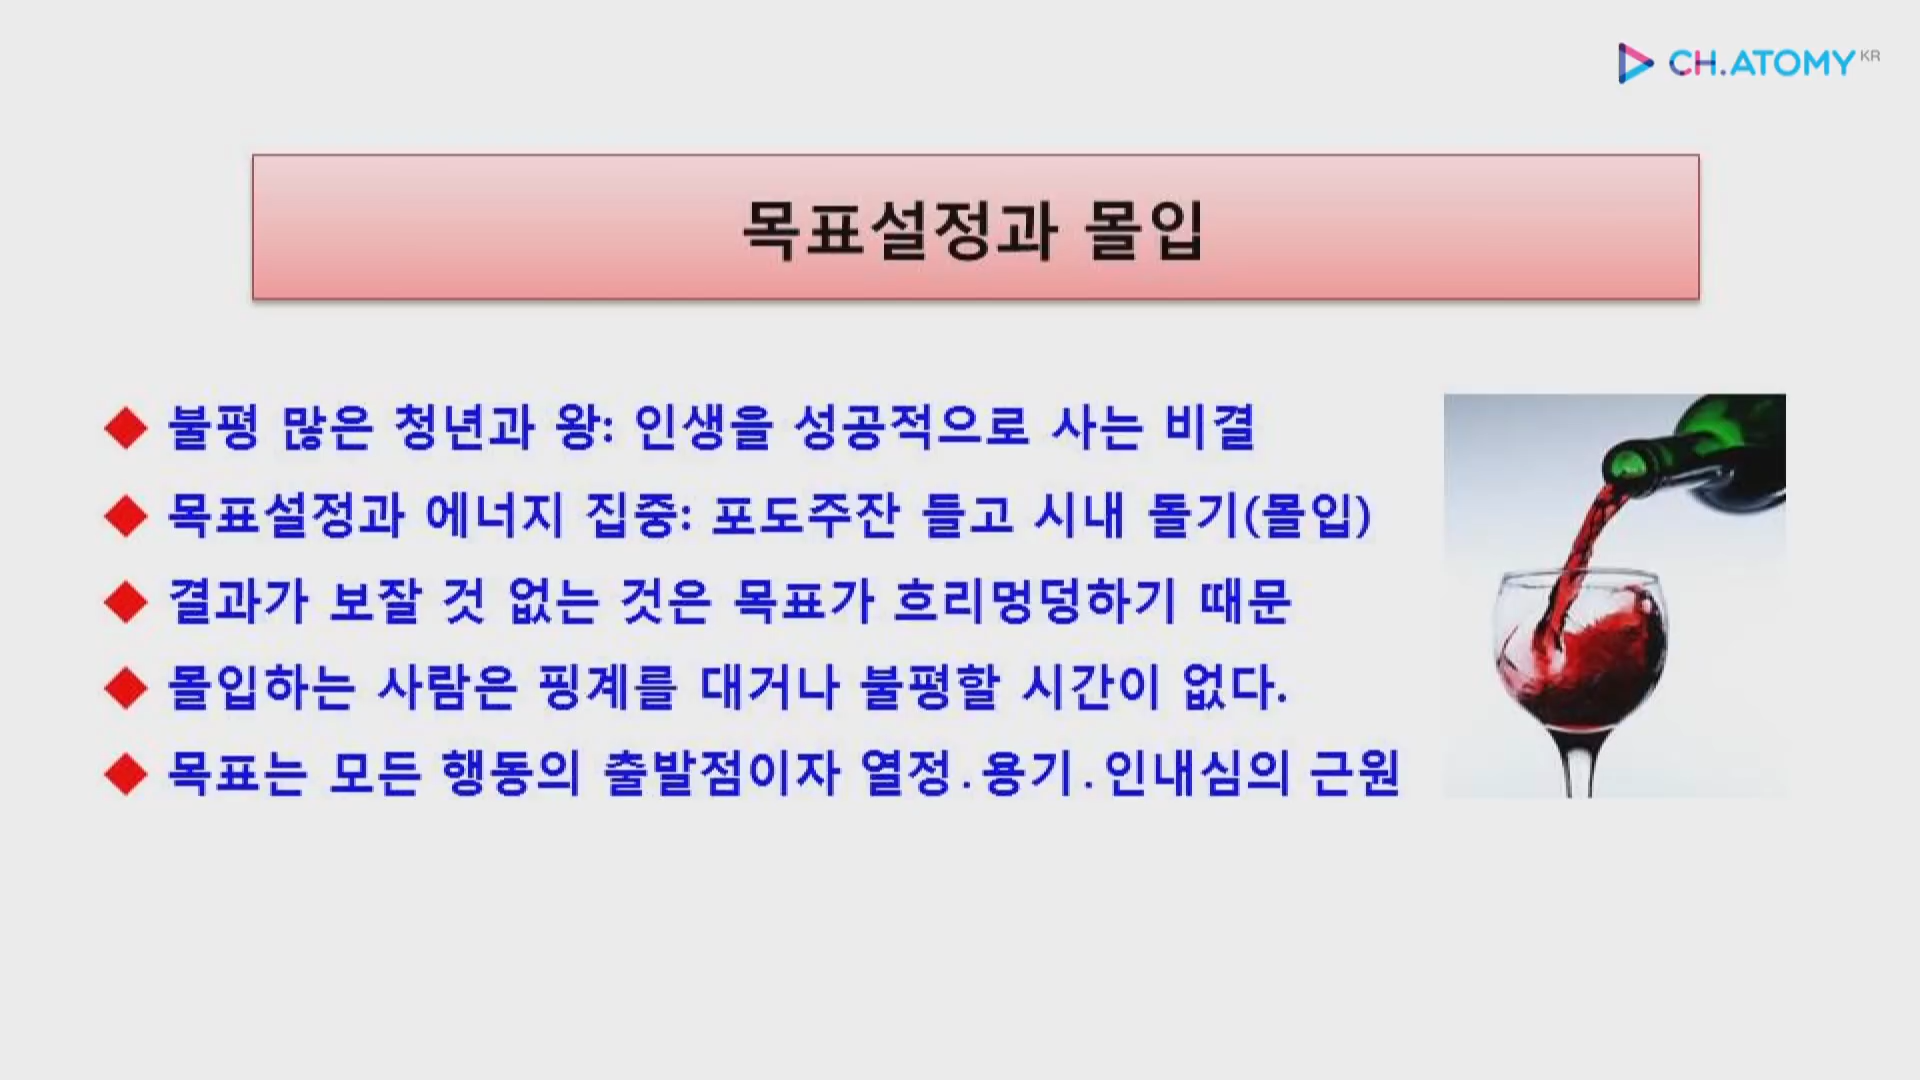 CH.ATOMY KR
목표설정과 몰입
불평 많은 청년과 왕: 인생을 성공적으로 사는 비결
목표설정과 에너지 집중: 포도주잔 들고 시내 돌기(몰입)
결과가 보잘 것 없는 것은 목표가 흐리멍덩하기 때문
몰입하는 사람은 핑계를 대거나 불평할 시간이 없다.
목표는 모든 행동의 출발점이자 열정.용기.인내심의 근원